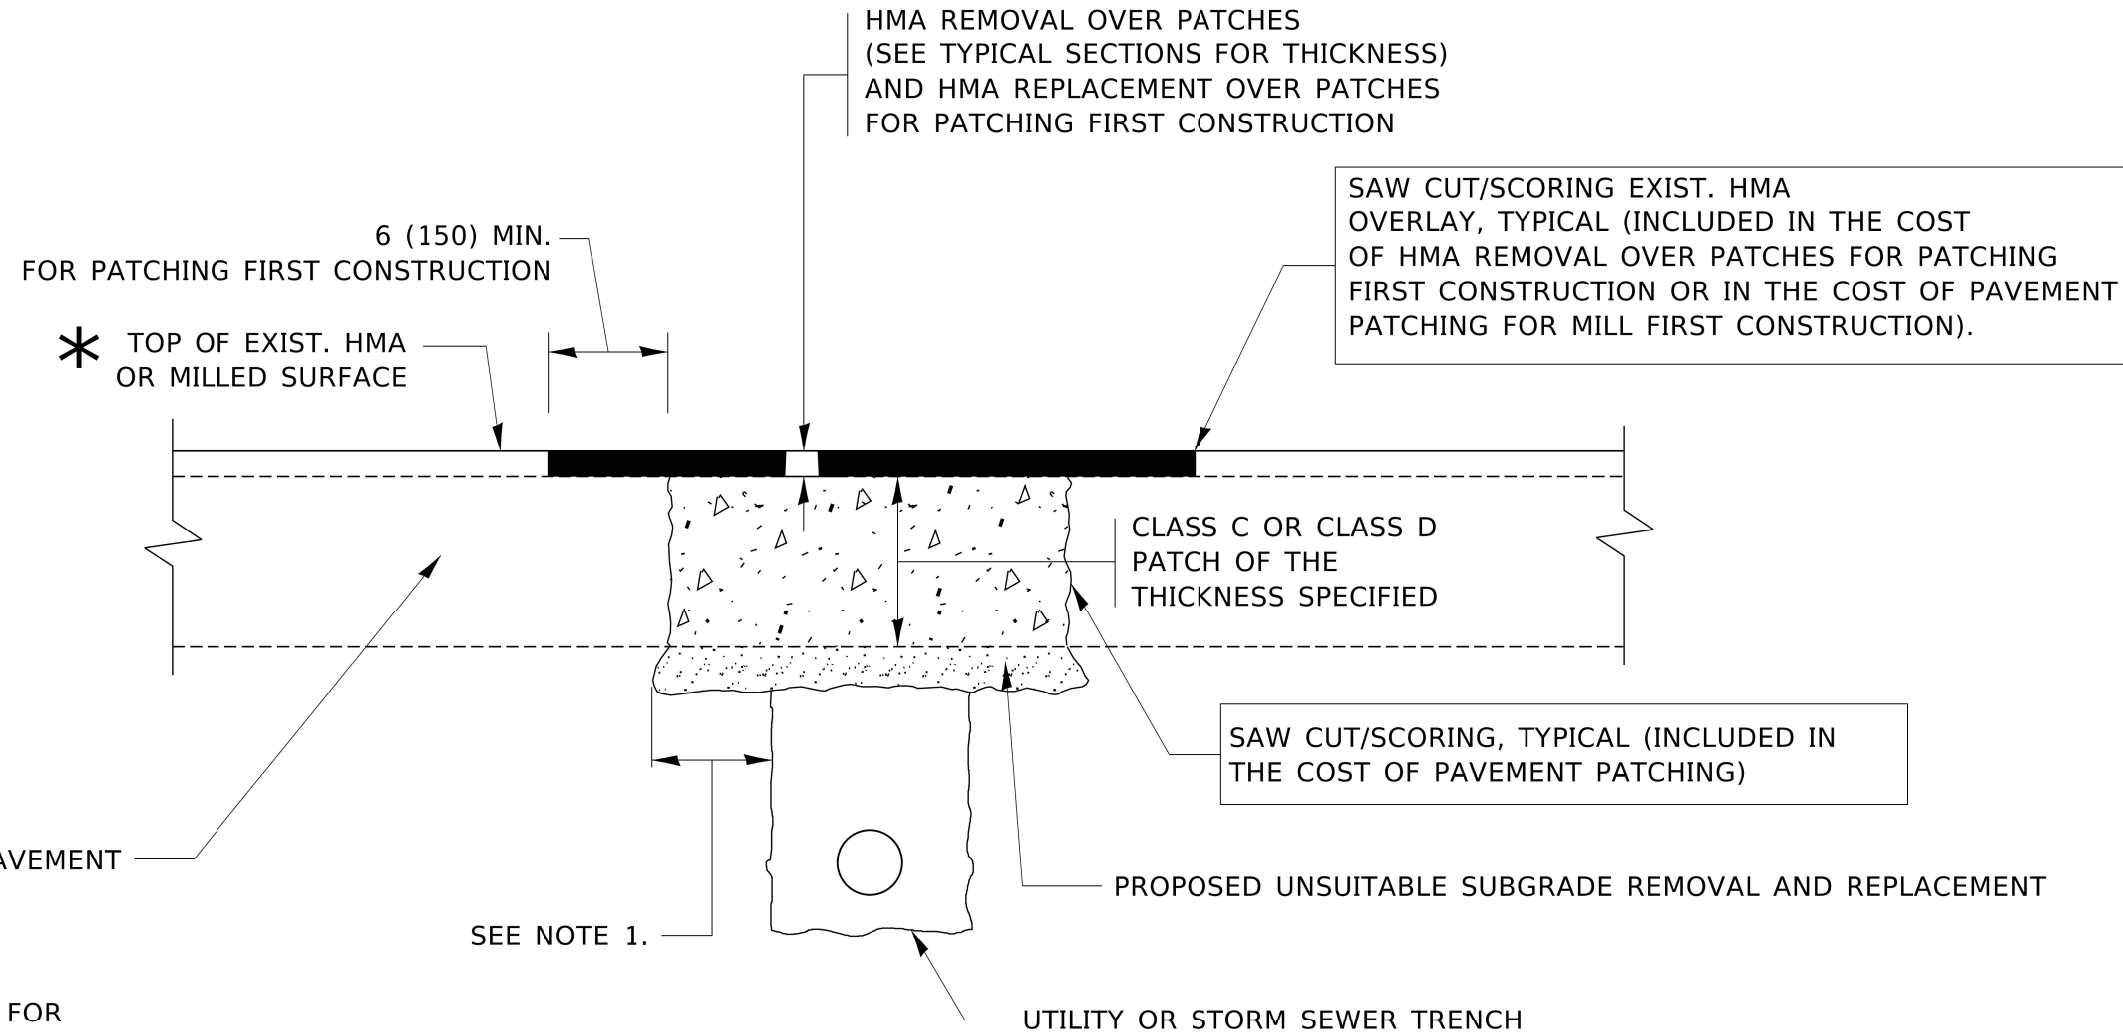 HMA REMOVAL OVER PATCHES
(SEE TYPICAL SECTIONS FOR THICKNESS)
AND HMA REPLACEMENT OVER PATCHES
FOR PATCHING FIRST CONSTRUCTION
SAW CUT/SCORING EXIST. HMA
OVERLAY, TYPICAL (INCLUDED IN THE COST
OF HMA REMOVAL OVER PATCHES FOR PATCHING
FIRST CONSTRUCTION OR IN THE COST OF PAVEMENT
PATCHING FOR MILL FIRST CONSTRUCTION).
6 (150) MIN.
FOR PATCHING FIRST CONSTRUCTION
* TOP OF EXIST. HMA
OR MILLED SURFACE
CLASS C OR CLASS D
PATCH OF THE
THICKNESS SPECIFIED
SAW CUT/SCORING, TYPICAL (INCLUDED IN
THE COST OF PAVEMENT PATCHING)
AVEMENT
PROPOSED UNSUITABLE SUBGRADE REMOVAL AND REPLACEMENT
SEE NOTE 1.
FOR
UTILITY OR STORM SEWER TRENCH